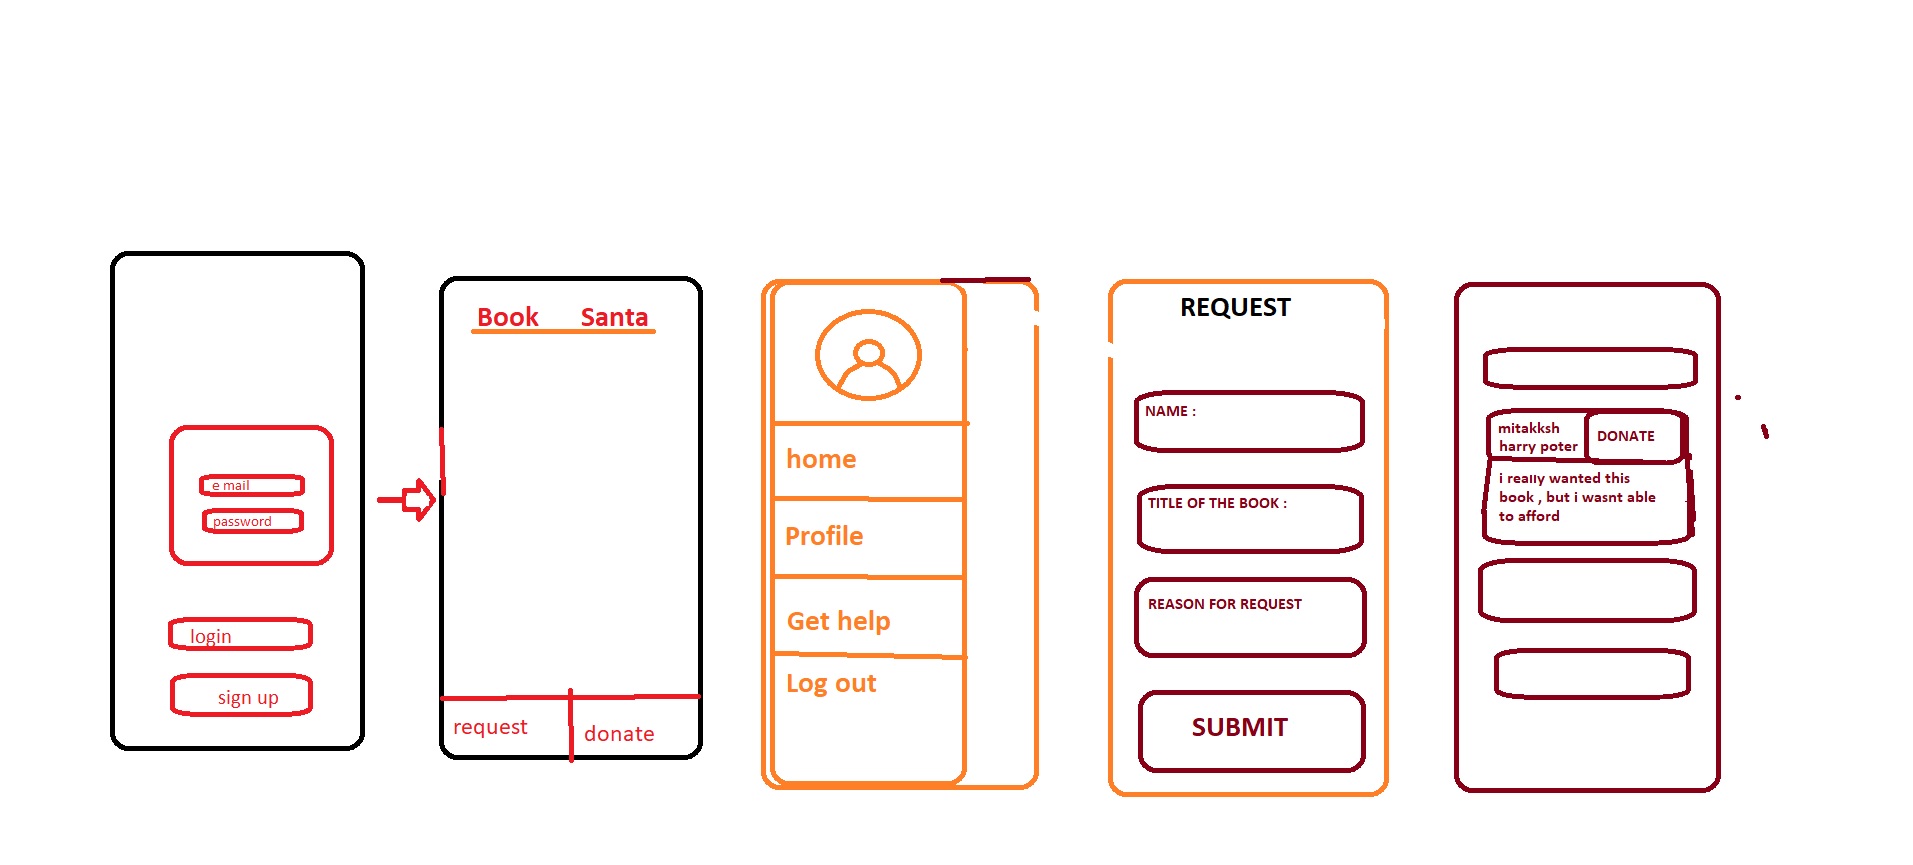 e mail
password
login
sign up
Book Santa
request
donate
home
Profile
Get help
Log out
REQUEST
NAME :
TITLE OF THE BOOK :
REASON FOR REQUEST
SUBMIT
mitakksh
harry poter
DONATE
i really wanted this
book , but i wasnt able
to afford